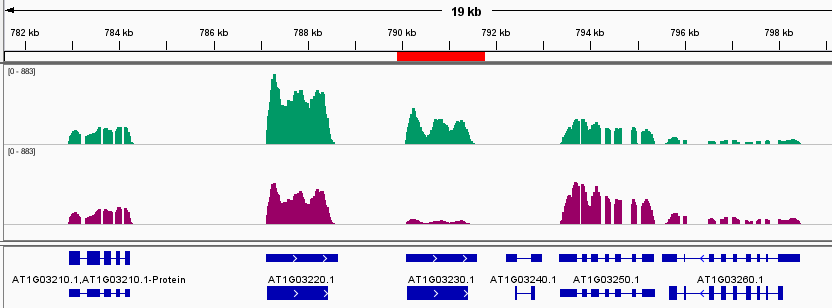 19 kb
782 kb 784 kb 786 kb 788 kb 790 kb 792 kb 794 kb 796 kb 798 kb
[0 - 883]
[0 - 883]
AT1G03210.1,AT1G03210.1-Protein AT1G03220.1 AT1G03230.1 AT1G03240.1 AT1G03250.1 AT1G03260.1